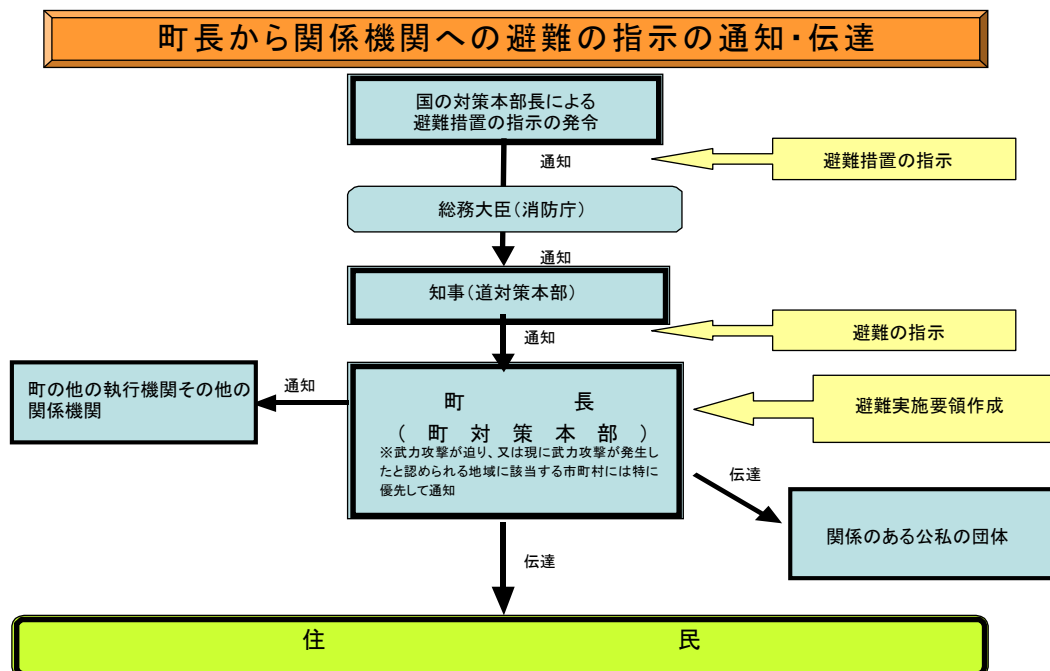 町長から関係機関への避難の指示の通知・伝達
国の対策本部長による
避難措置の指示の発令
通知
避難措置の指示
総務大臣(消防庁)
通知
知事(道対策本部)
通知
避難の指示
町の他の執行機関その他の
関係機関
通知
町 長
( 町 対 策 本 部 )
※武力攻撃が迫り、又は現に武力攻撃が発生し
たと認められる地域に該当する市町村には特に
優先して通知
避難実施要領作成
伝達
関係のある公私の団体
伝達
住 民